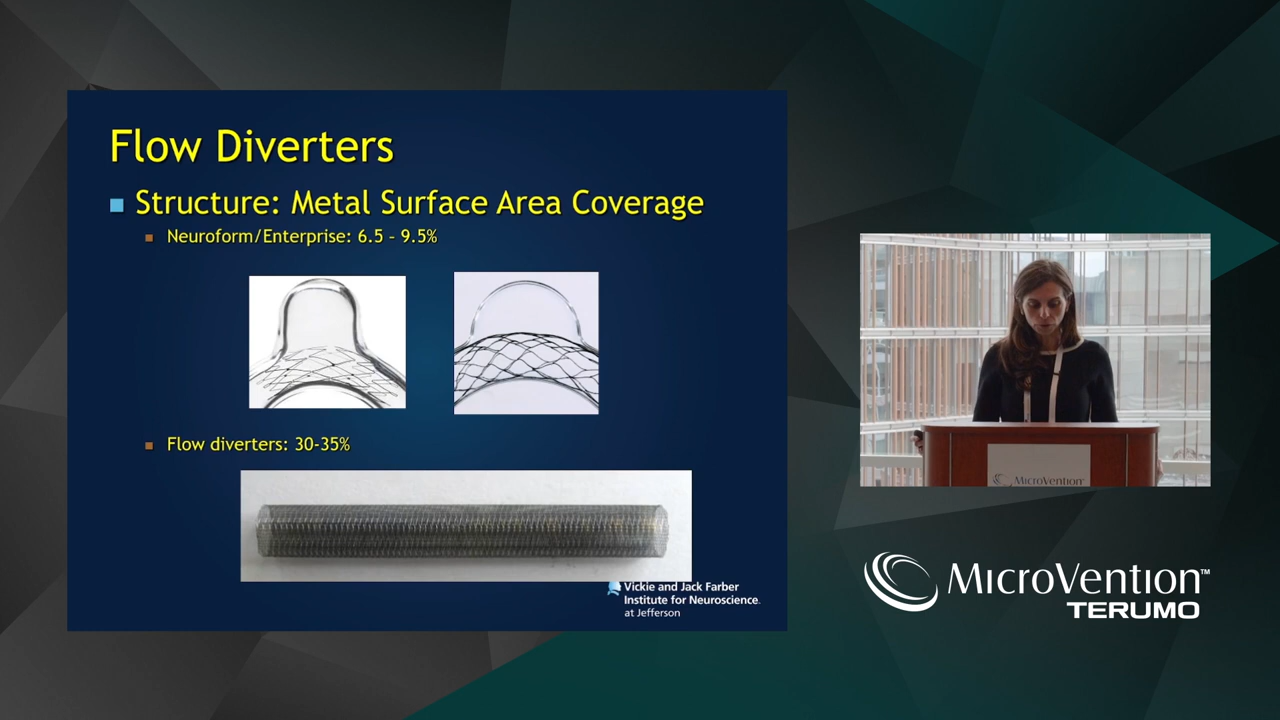 Flow Diverters
Structure: Metal Surface Area Coverage
Neuroform/Enterprise: 6.5 – 9.5%
Flow diverters: 30-35%
Vickie and Jack Farber
Institute for Neuroscience.
at Jefferson
MicroVention
MicroVention™
TERUMO